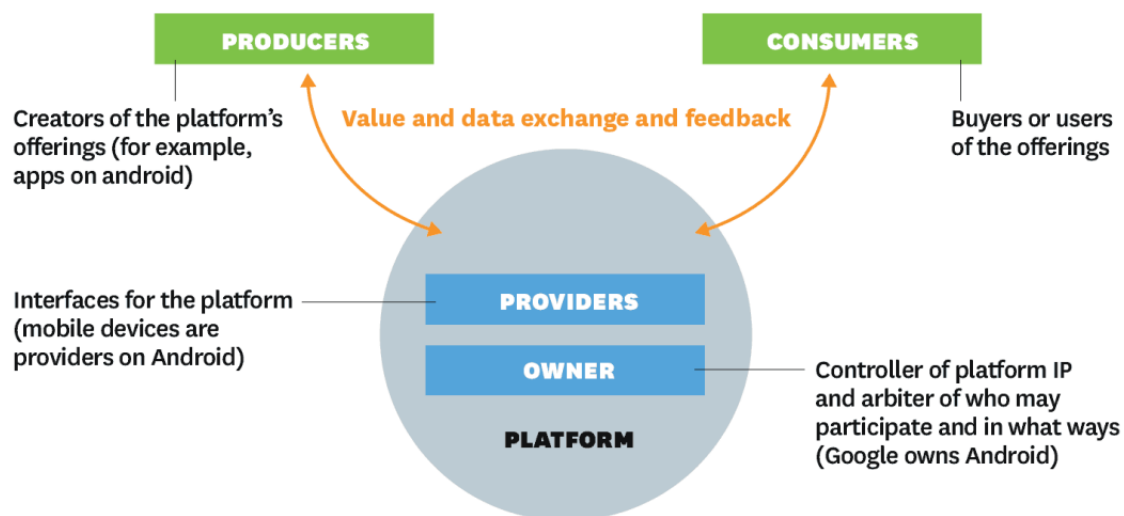 PRODUCERS
CONSUMERS
Creators of the platform's
offerings (for example,
apps on android)
Value and data exchange and feedback
Buyers or users
of the offerings
Interfaces for the platform
(mobile devices are
providers on Android)
PROVIDERS
OWNER
PLATFORM
Controller of platform IP
and arbiter of who may
participate and in what ways
(Google owns Android)